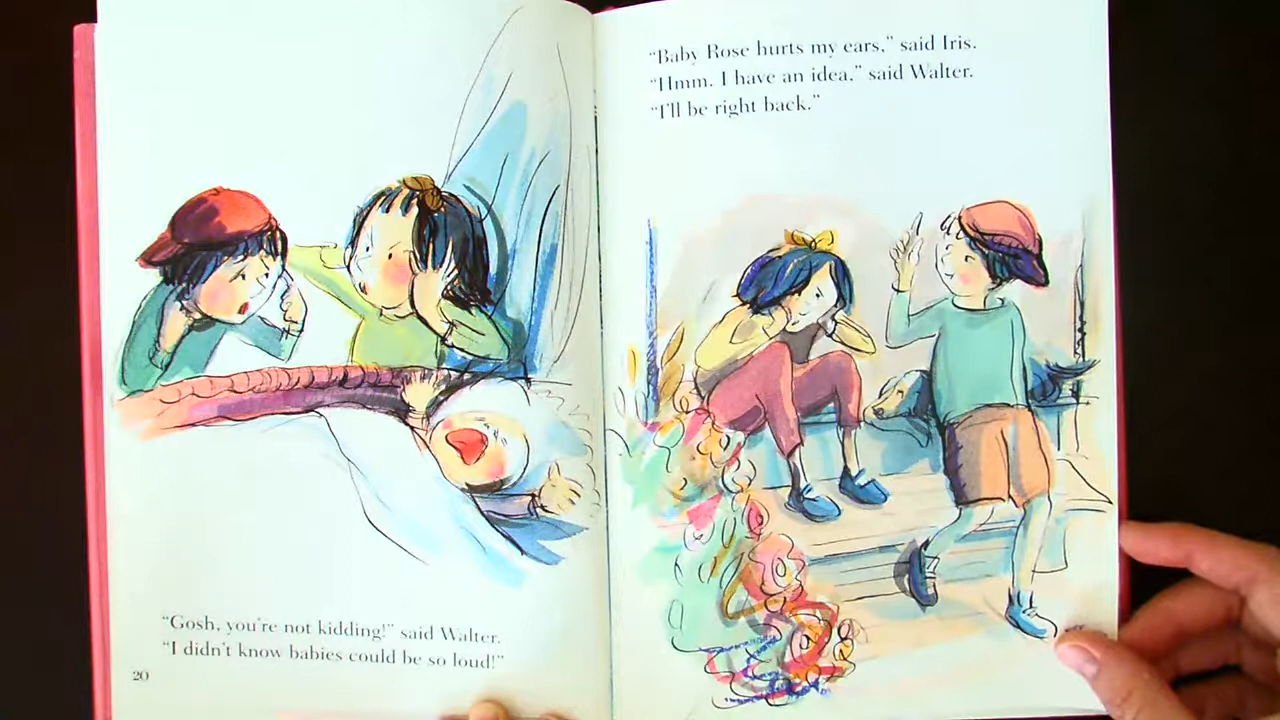 “Gosh, you're not kidding!” said Walter.
“I didn't know babies could be so loud!”
20
“Baby Rose hurts my ears,” said Iris.
“Hmm. I have an idea,” said Walter.
“I'll be right back.”